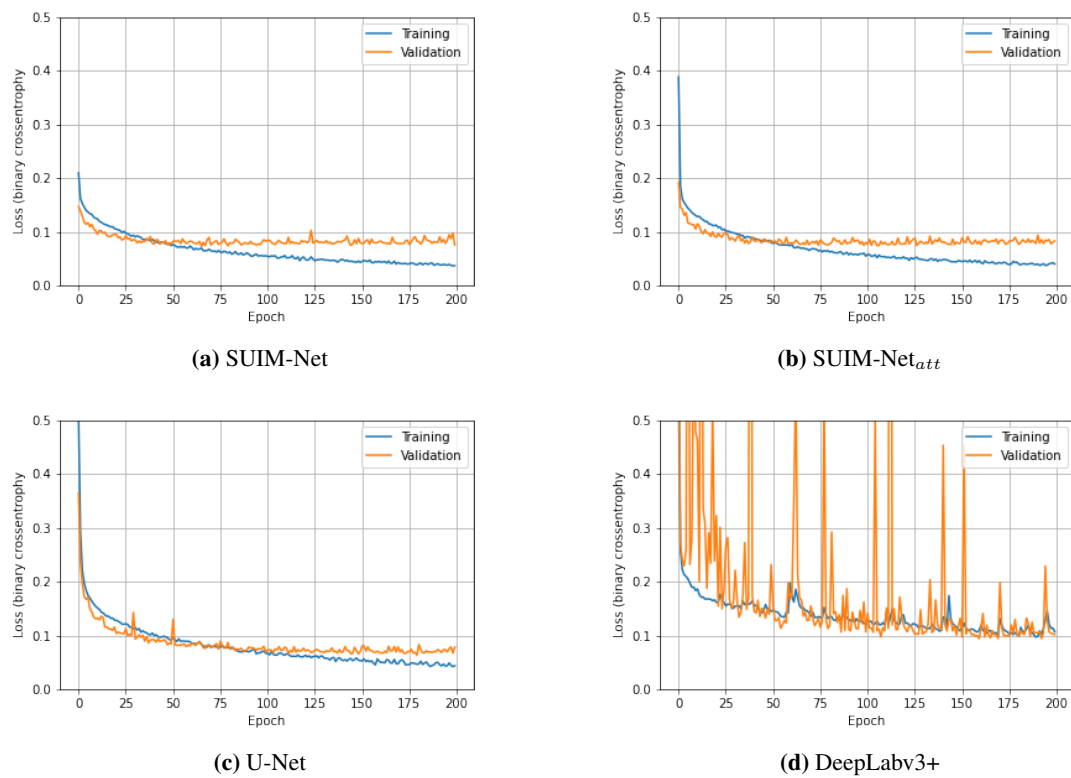 0.5
0.4
0.3
0.2
0.1
0.0
Loss (binary crossentrophy
Training
Validation
0 25 50 75 100 125 150 175 200
Epoch
(a) SUIM-Net
0.5
0.4
0.3
0.2
0.1
0.0
Loss (binary crossentrophy
Training
Validation
0 25 50 75 100 125 150 175 200
Epoch
(b) SUIM-Netatt
0.5
0.4
0.3
0.2
0.1
0.0
Loss (binary crossentrophy
Training
Validation
0 25 50 75 100 125 150 175 200
Epoch
(c) U-Net
0.5
0.4
0.3
0.2
0.1
0.0
Loss (binary crossentrophy
Training
Validation
0 25 50 75 100 125 150 175 200
Epoch
(d) DeepLabv3+